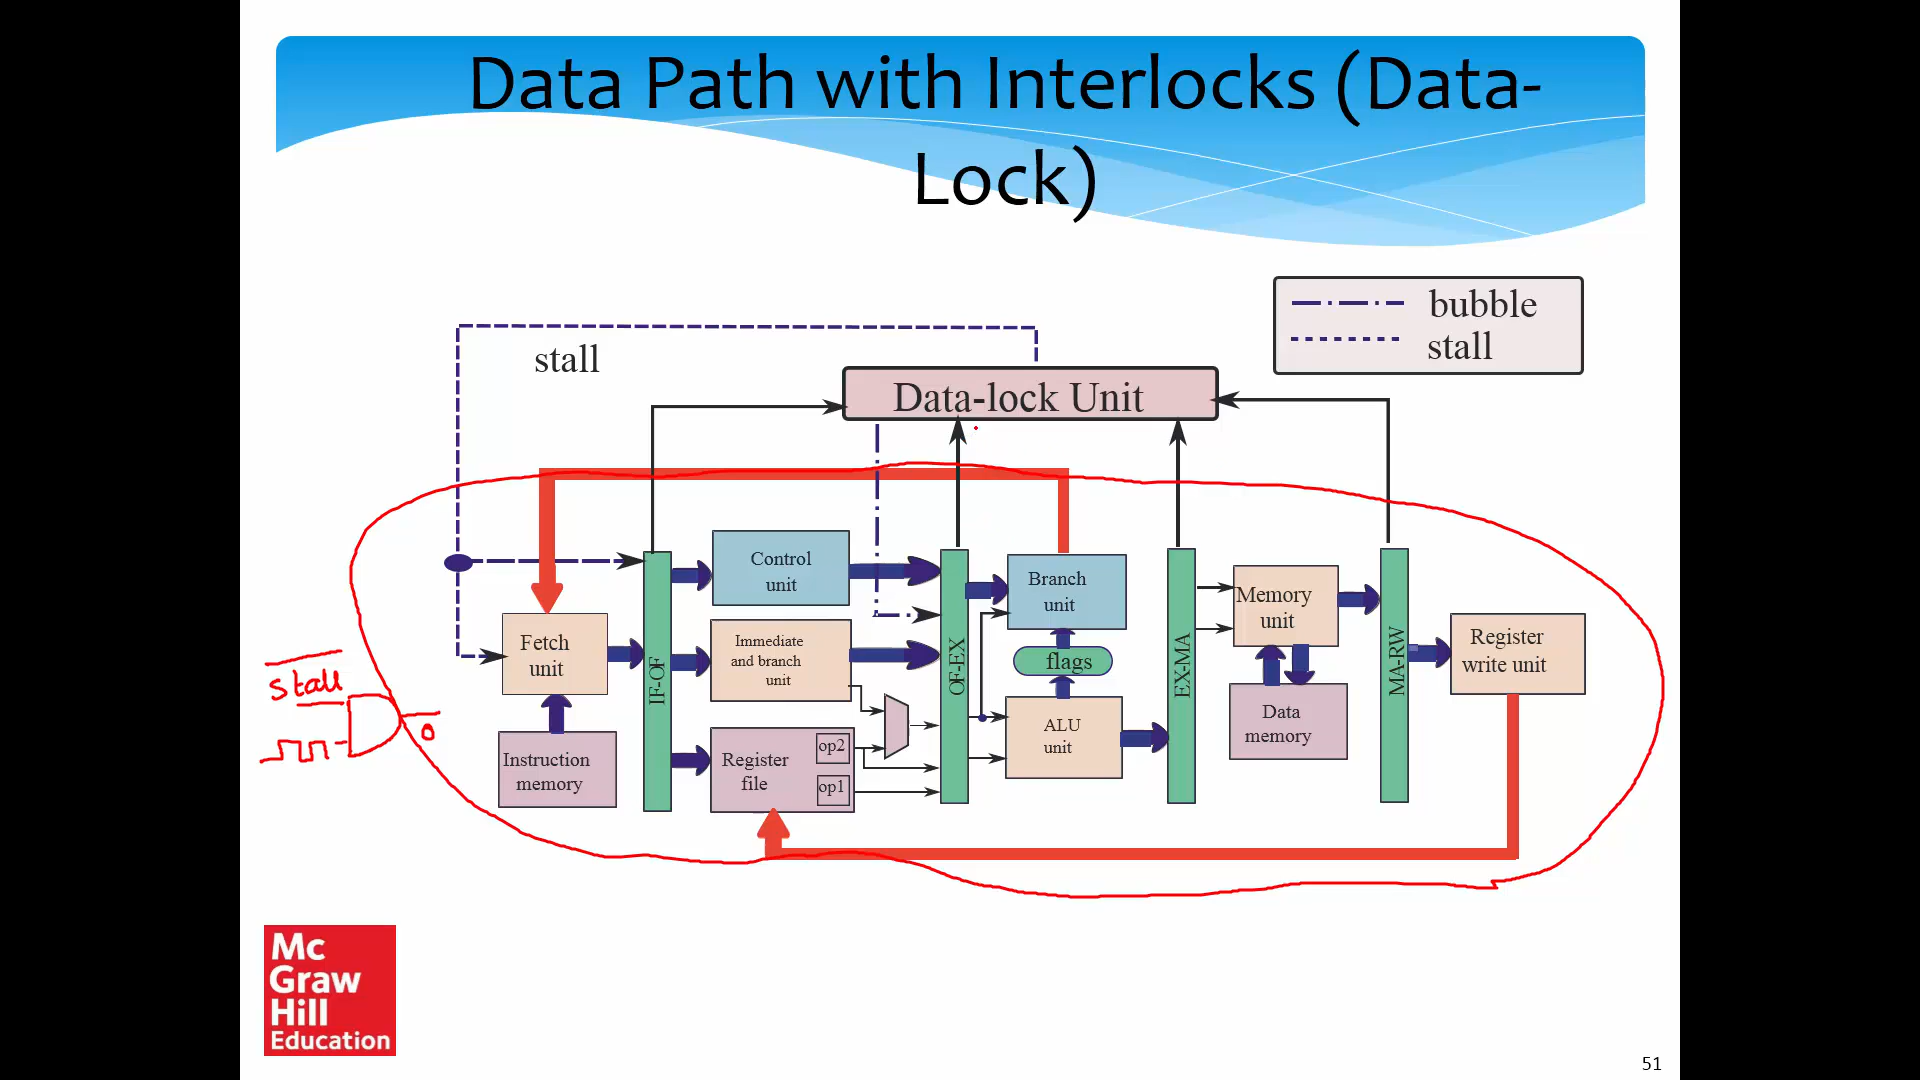 Data Path with Interlocks (Data-
Lock)
bubble
stall
stall
Data-lock Unit
Control
unit
Immediate
and branch
unit
Register
file
op2
op1
Fetch
unit
Instruction
memory
IF-OF
OF-EX
Branch
unit
flags
ALU
unit
EX-MA
Memory
unit
Data
memory
MA-RW
Register
write unit
stall
0
Mc
Graw
Hill
Education
51